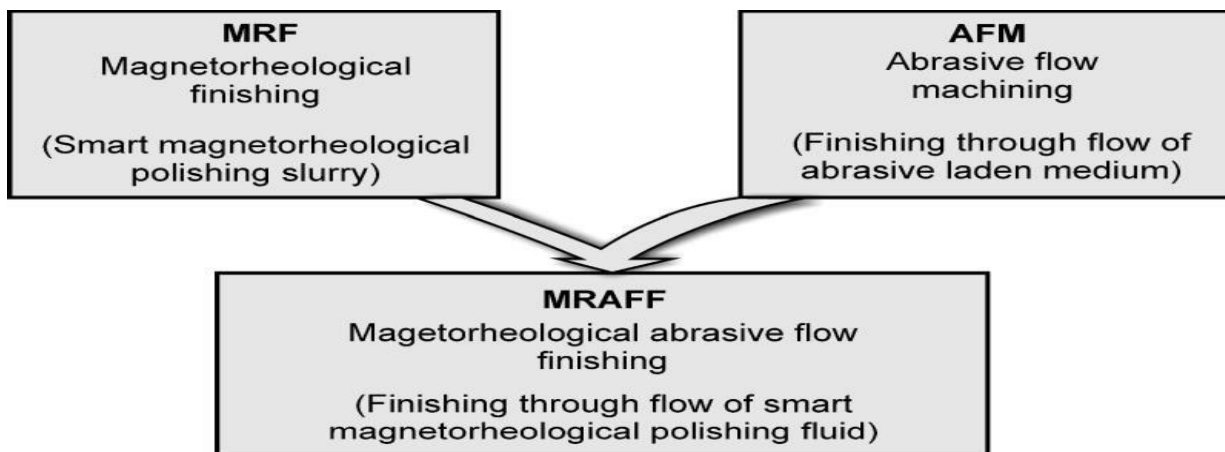 MRF
Magnetorheological
finishing
(Smart magnetorheological
polishing slurry)
AFM
Abrasive flow
machining
(Finishing through flow of
abrasive laden medium)
MRAFF
Magetorheological abrasive flow
finishing
(Finishing through flow of smart
magnetorheological polishing fluid)